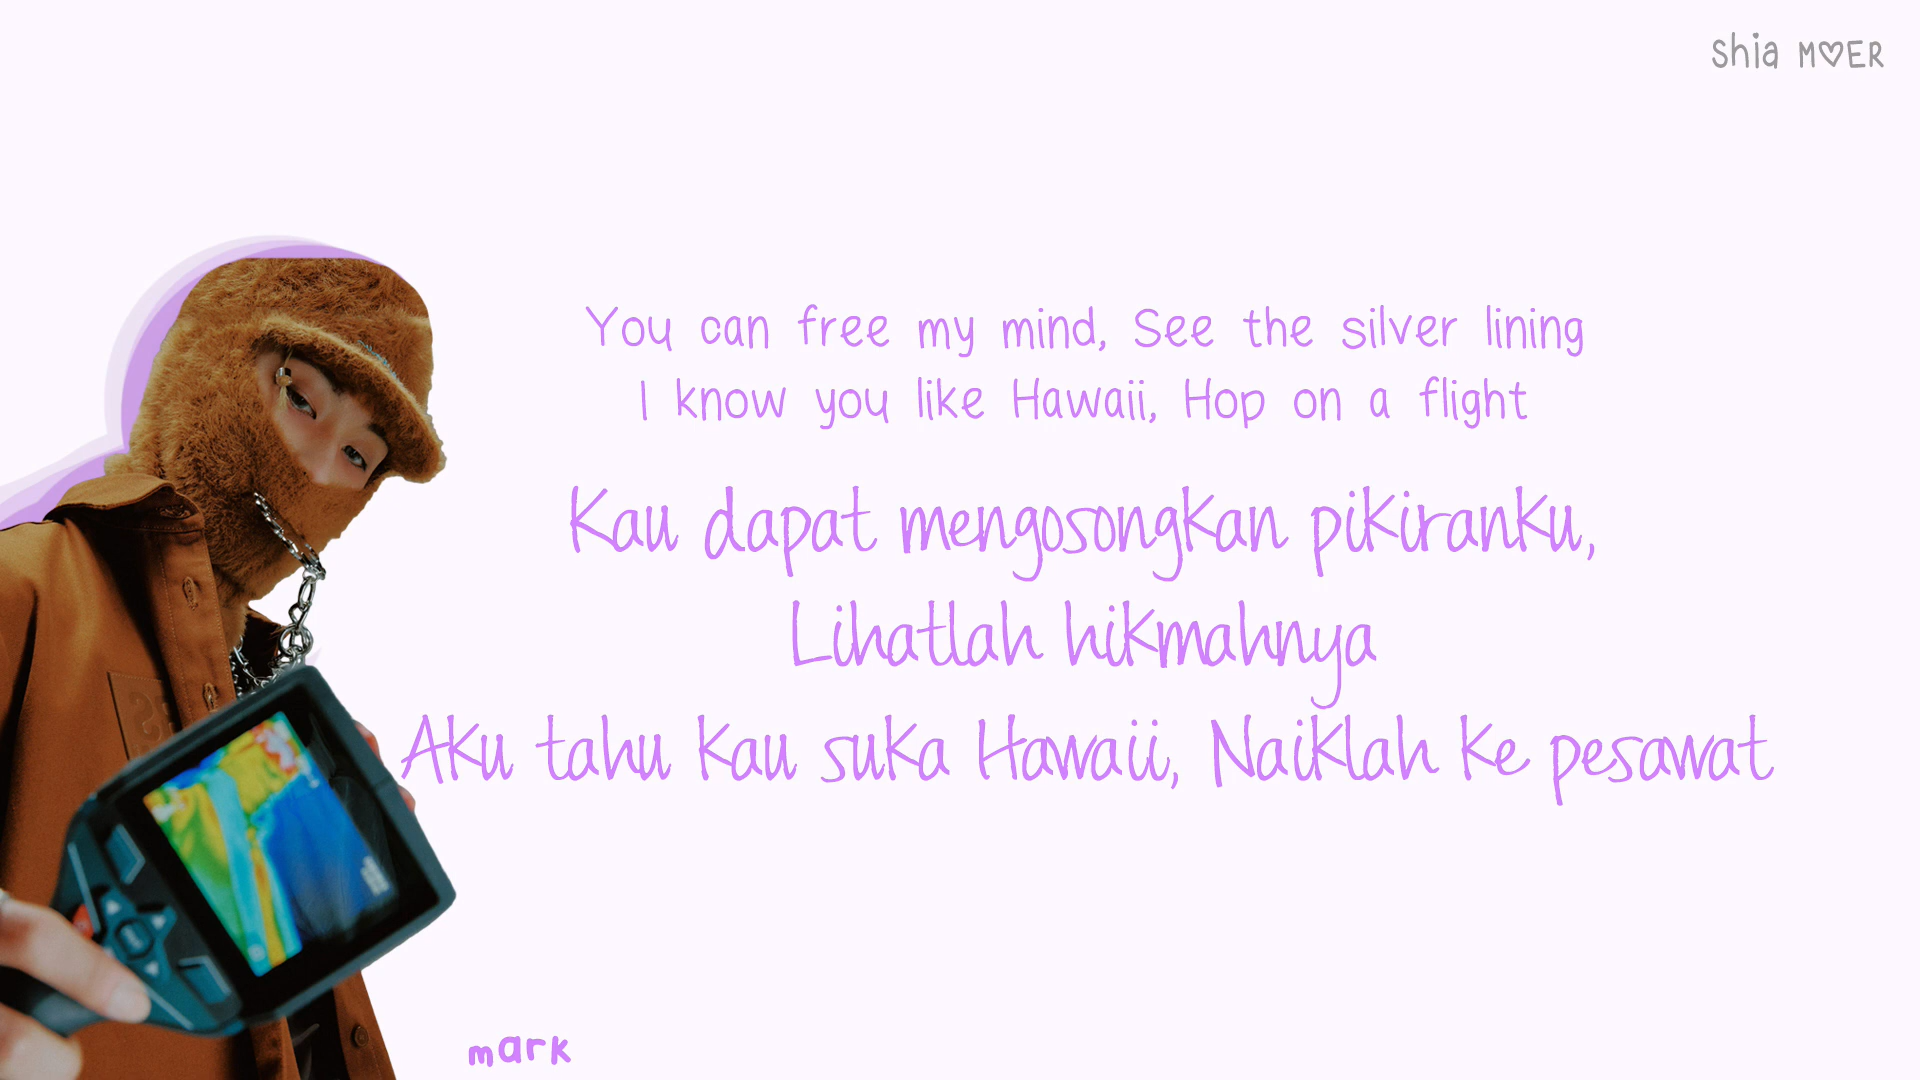 Shia M♡ER
You can free my mind, See the silver lining
I know you like Hawaii, Hop on a flight
Kau dapat mengosongkan pikiranku,
Lihatlah hikmahnya
Aku tahu kau suka Hawaii, Naiklah ke pesawat
mark